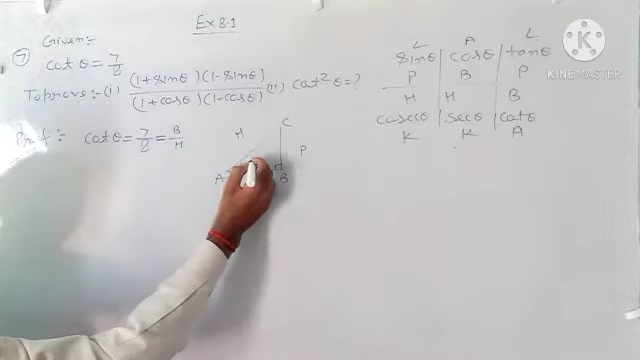 Ex 8.1
Given:-
⑦ cot θ = 7/8
To prove:- (i) (1+sinθ)(1-sinθ) / (1+cosθ)(1-cosθ) (ii) cot²θ = ?
Proof:- cotθ = 7/8 = B/H
C
H
P
A
B
L A L
sinθ cosθ tanθ
P B P
H H B
cosecθ secθ cotθ
K K A
KINEMASTER